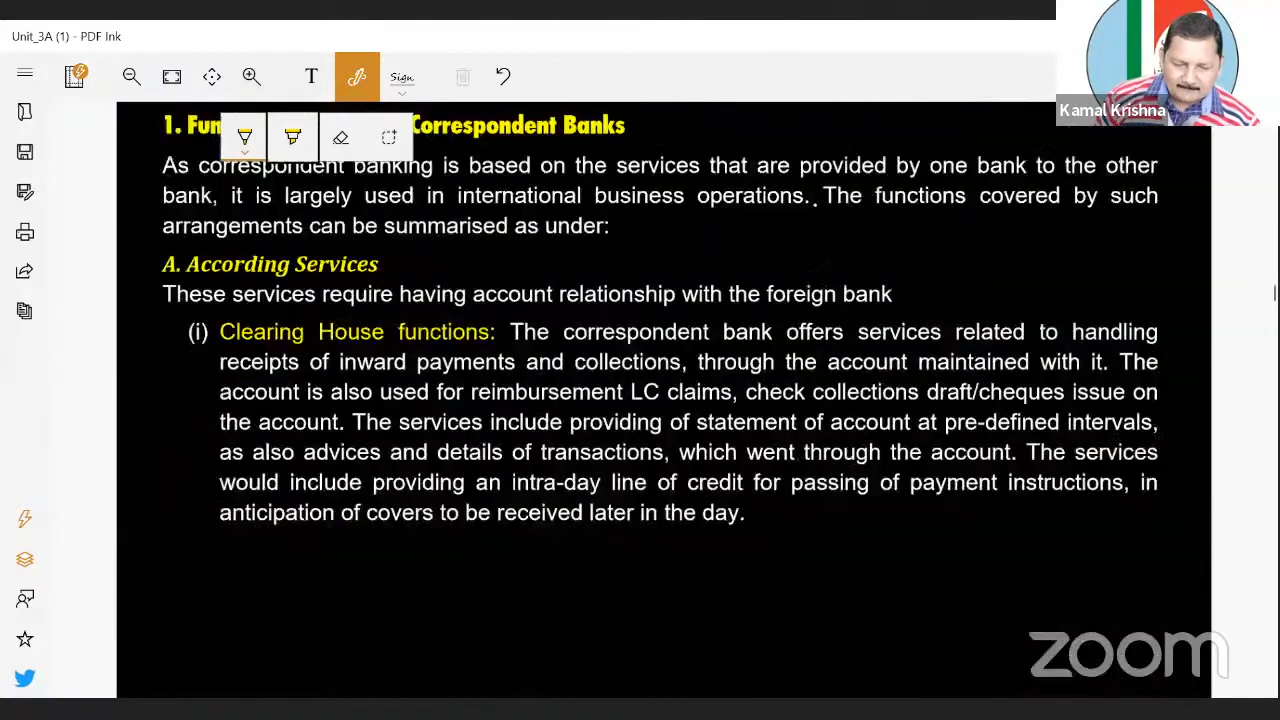 Unit_3A (1) - PDF Ink
T
Sign
Kamal Krishna
1. Fun Correspondent Banks
As correspondent banking is based on the services that are provided by one bank to the other
bank, it is largely used in international business operations. The functions covered by such
arrangements can be summarised as under:
A. According Services
These services require having account relationship with the foreign bank
(i) Clearing House functions: The correspondent bank offers services related to handling
receipts of inward payments and collections, through the account maintained with it. The
account is also used for reimbursement LC claims, check collections draft/cheques issue on
the account. The services include providing of statement of account at pre-defined intervals,
as also advices and details of transactions, which went through the account. The services
would include providing an intra-day line of credit for passing of payment instructions, in
anticipation of covers to be received later in the day.
zoom